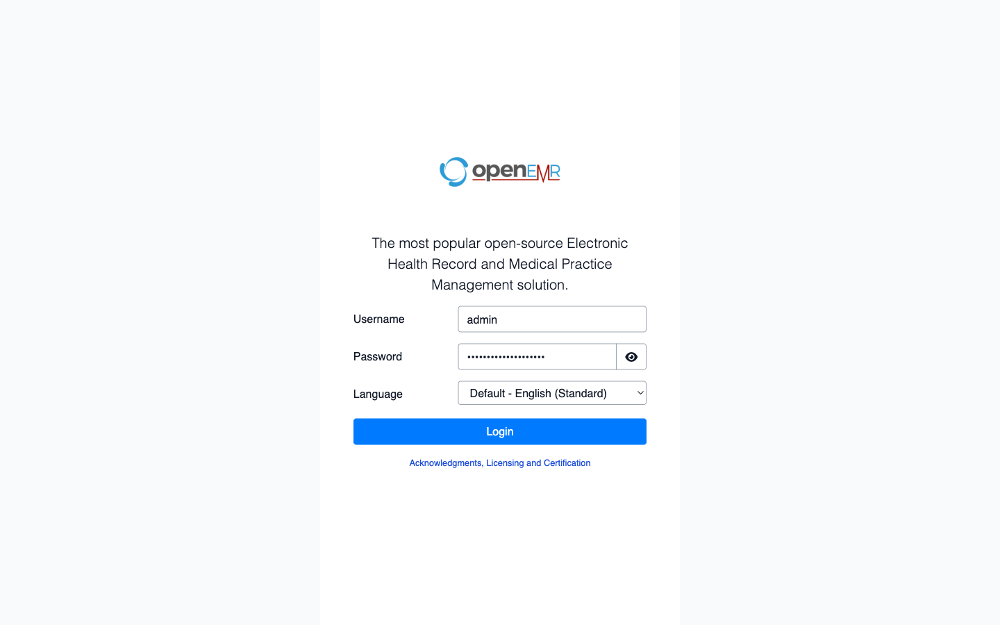 openEMR
The most popular open-source Electronic
Health Record and Medical Practice
Management solution.
Username
admin
Password
••••••••••••••••••••
Language
Default - English (Standard)
Login
Acknowledgments, Licensing and Certification